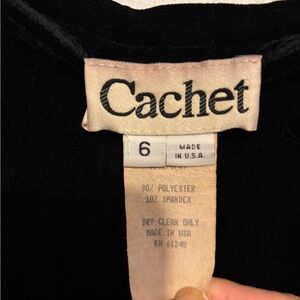 Cachet
6
MADE
IN U.S.A.
90% POLYESTER
10% SPANDEX
DRY CLEAN ONLY
MADE IN USA
RN 61248